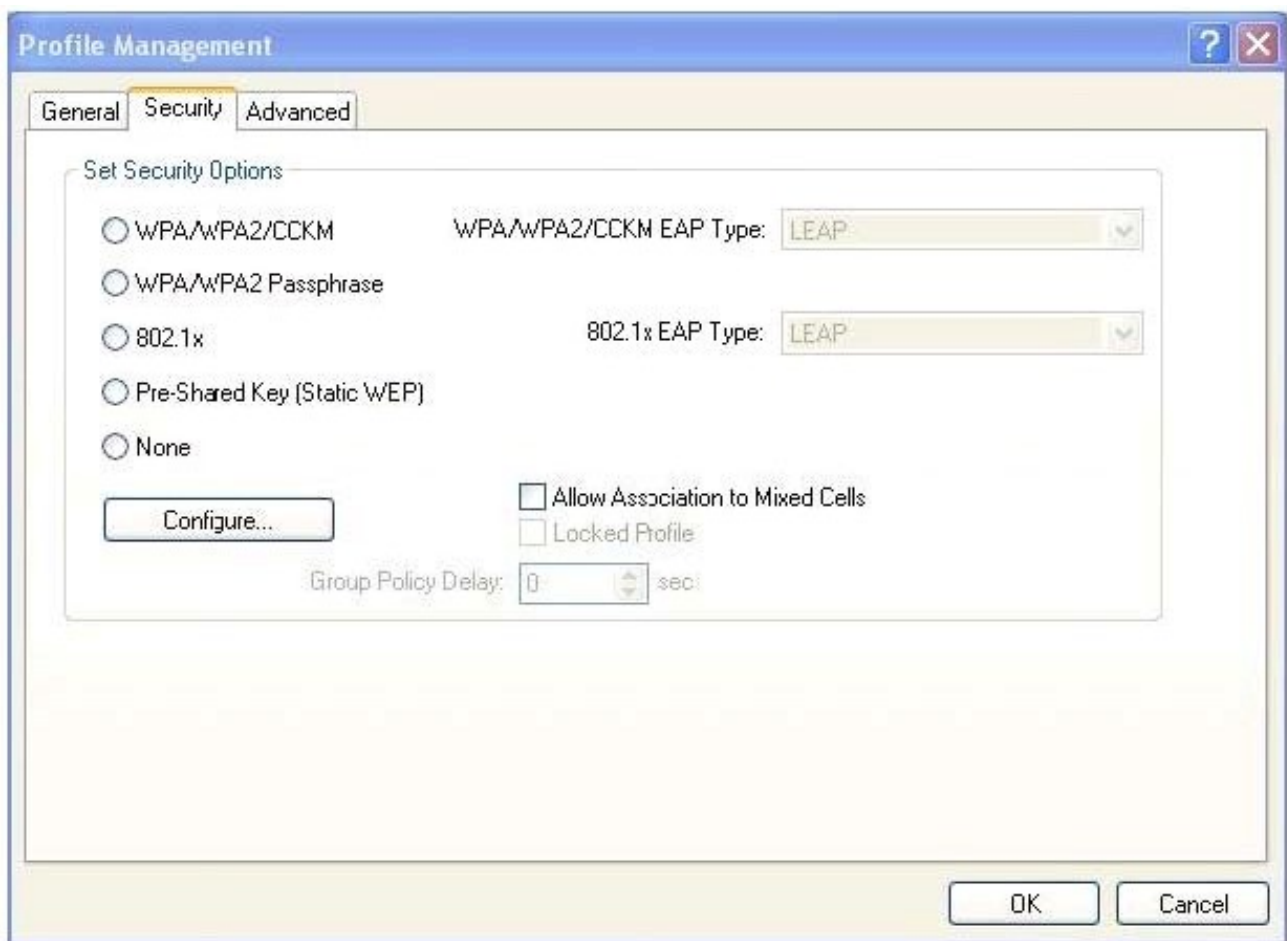 Profile Management
General Security Advanced
Set Security Options
WPA/WPA2/CCKM WPA/WPA2/CCKM EAP Type: LEAP
WPA/WPA2 Passphrase
802.1x 802.1x EAP Type: LEAP
Pre-Shared Key (Static WEP)
None
Allow Association to Mixed Cells
Configure...
Locked Profile
Group Policy Delay: 0 sec
OK Cancel